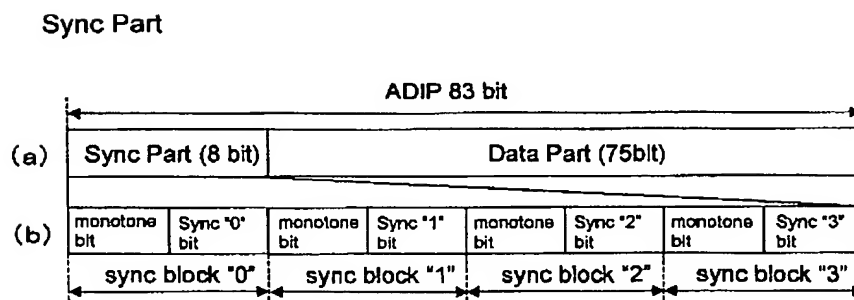 Sync Part
ADIP 83 bit
(a)
Sync Part (8 bit)
Data Part (75bit)
(b)
monotone bit
Sync "0" bit
monotone bit
Sync "1" bit
monotone bit
Sync "2" bit
monotone bit
Sync "3" bit
sync block "0"
sync block "1"
sync block "2"
sync block "3"